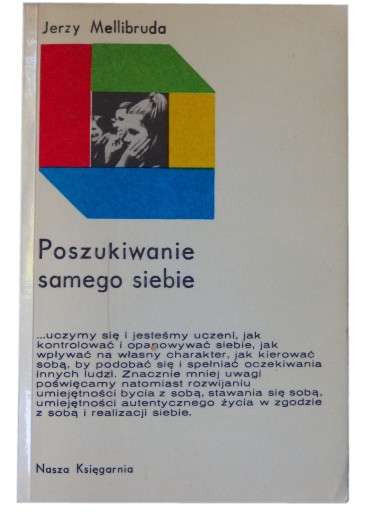 Jerzy Mellibruda
Poszukiwanie
samego siebie
...uczymy się i jesteśmy uczeni, jak
kontrolować i opanowywać siebie, jak
wpływać na własny charakter, jak kierować
sobą, by podobać się i spełniać oczekiwania
innych ludzi. Znacznie mniej uwagi
poświęcamy natomiast rozwijaniu
umiejętności bycia z sobą, stawania się sobą,
umiejętności autentycznego życia w zgodzie
z sobą i realizacji siebie.
Nasza Księgarnia